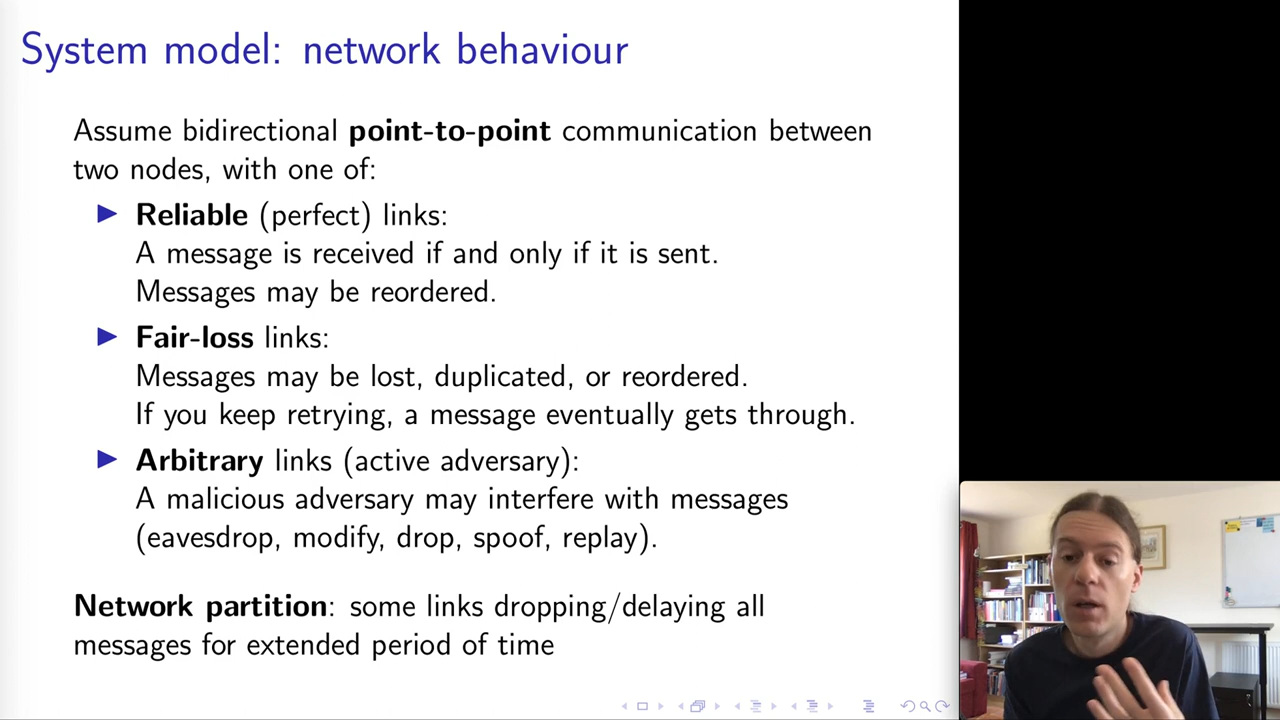 System model: network behaviour
Assume bidirectional point-to-point communication between
two nodes, with one of:
▶ Reliable (perfect) links:
A message is received if and only if it is sent.
Messages may be reordered.
▶ Fair-loss links:
Messages may be lost, duplicated, or reordered.
If you keep retrying, a message eventually gets through.
▶ Arbitrary links (active adversary):
A malicious adversary may interfere with messages
(eavesdrop, modify, drop, spoof, replay).
Network partition: some links dropping/delaying all
messages for extended period of time